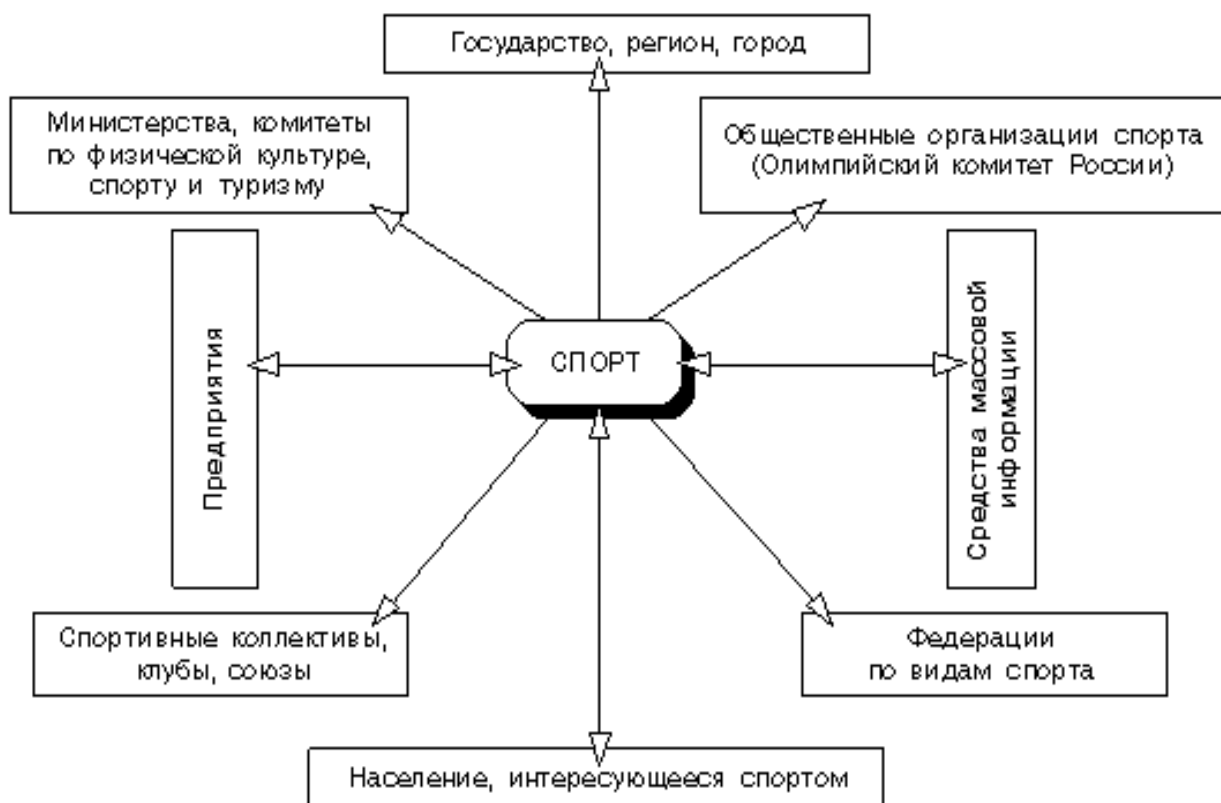 Государство, регион, город
Министерства, комитеты
по физической культуре,
спорту и туризму
Общественные организации спорта
(Олимпийский комитет России)
Предприятия
СПОРТ
Средства массовой
информации
Спортивные коллективы,
клубы, союзы
Федерации
по видам спорта
Население, интересующееся спортом